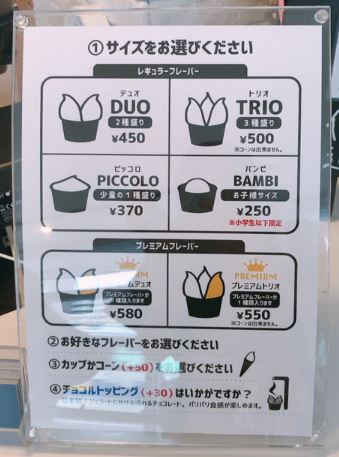 ①サイズをお選びください
レギュラーフレーバー
デュオ
DUO
2種盛り
¥450
トリオ
TRIO
3種盛り
¥500
※コーンは出来ません。
ピッコロ
PICCOLO
少量の1種盛り
¥370
バンビ
BAMBI
お子様サイズ
¥250
※小学生以下限定
プレミアムフレーバー
プレミアムフレーバーが
1種類入ります
¥580
PREMIUM
プレミアムトリオ
プレミアムフレーバーが
1種類入ります
¥550
※コーンは出来ません。
②お好きなフレーバーをお選びください
③カップかコーン(+50)をお選びください
④チョコルトッピング(+30)はいかがですか?
流れるチョコレート。パリパリ食感が楽しめます。